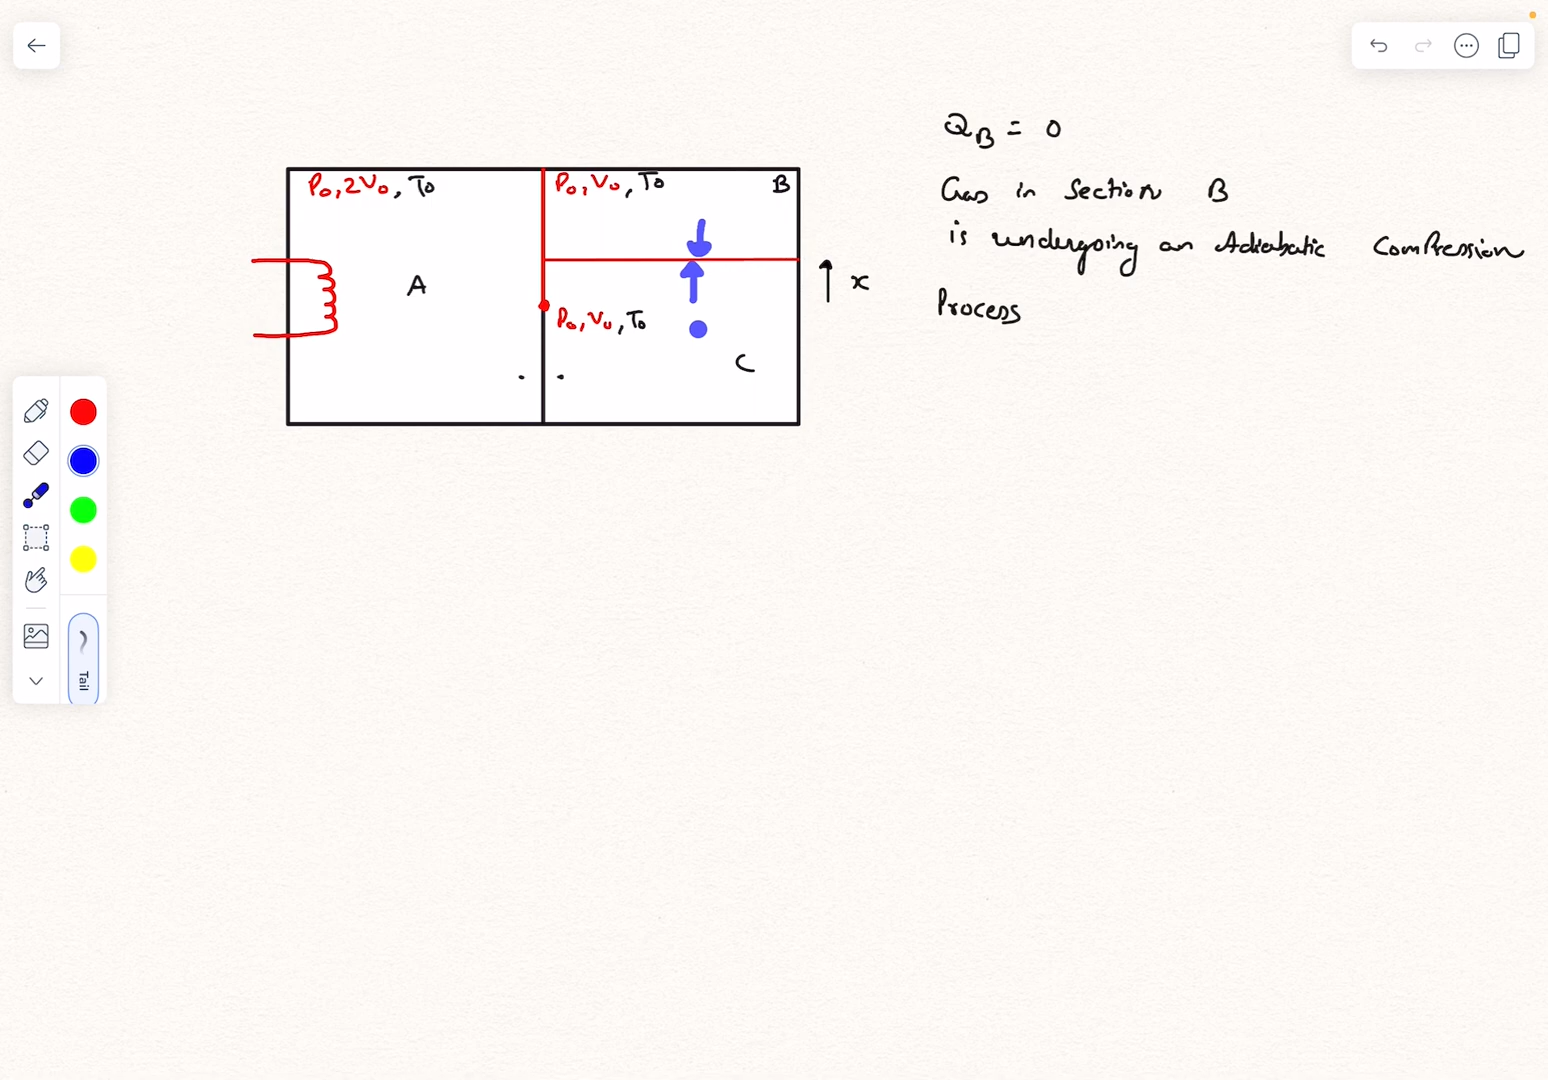 Q_B = 0
P₀, 2V₀, T₀
P₀, V₀, T₀
B
Gas in Section B
is undergoing an Adiabatic Compression
A
x
Process
P₀, V₀, T₀
C
Tail